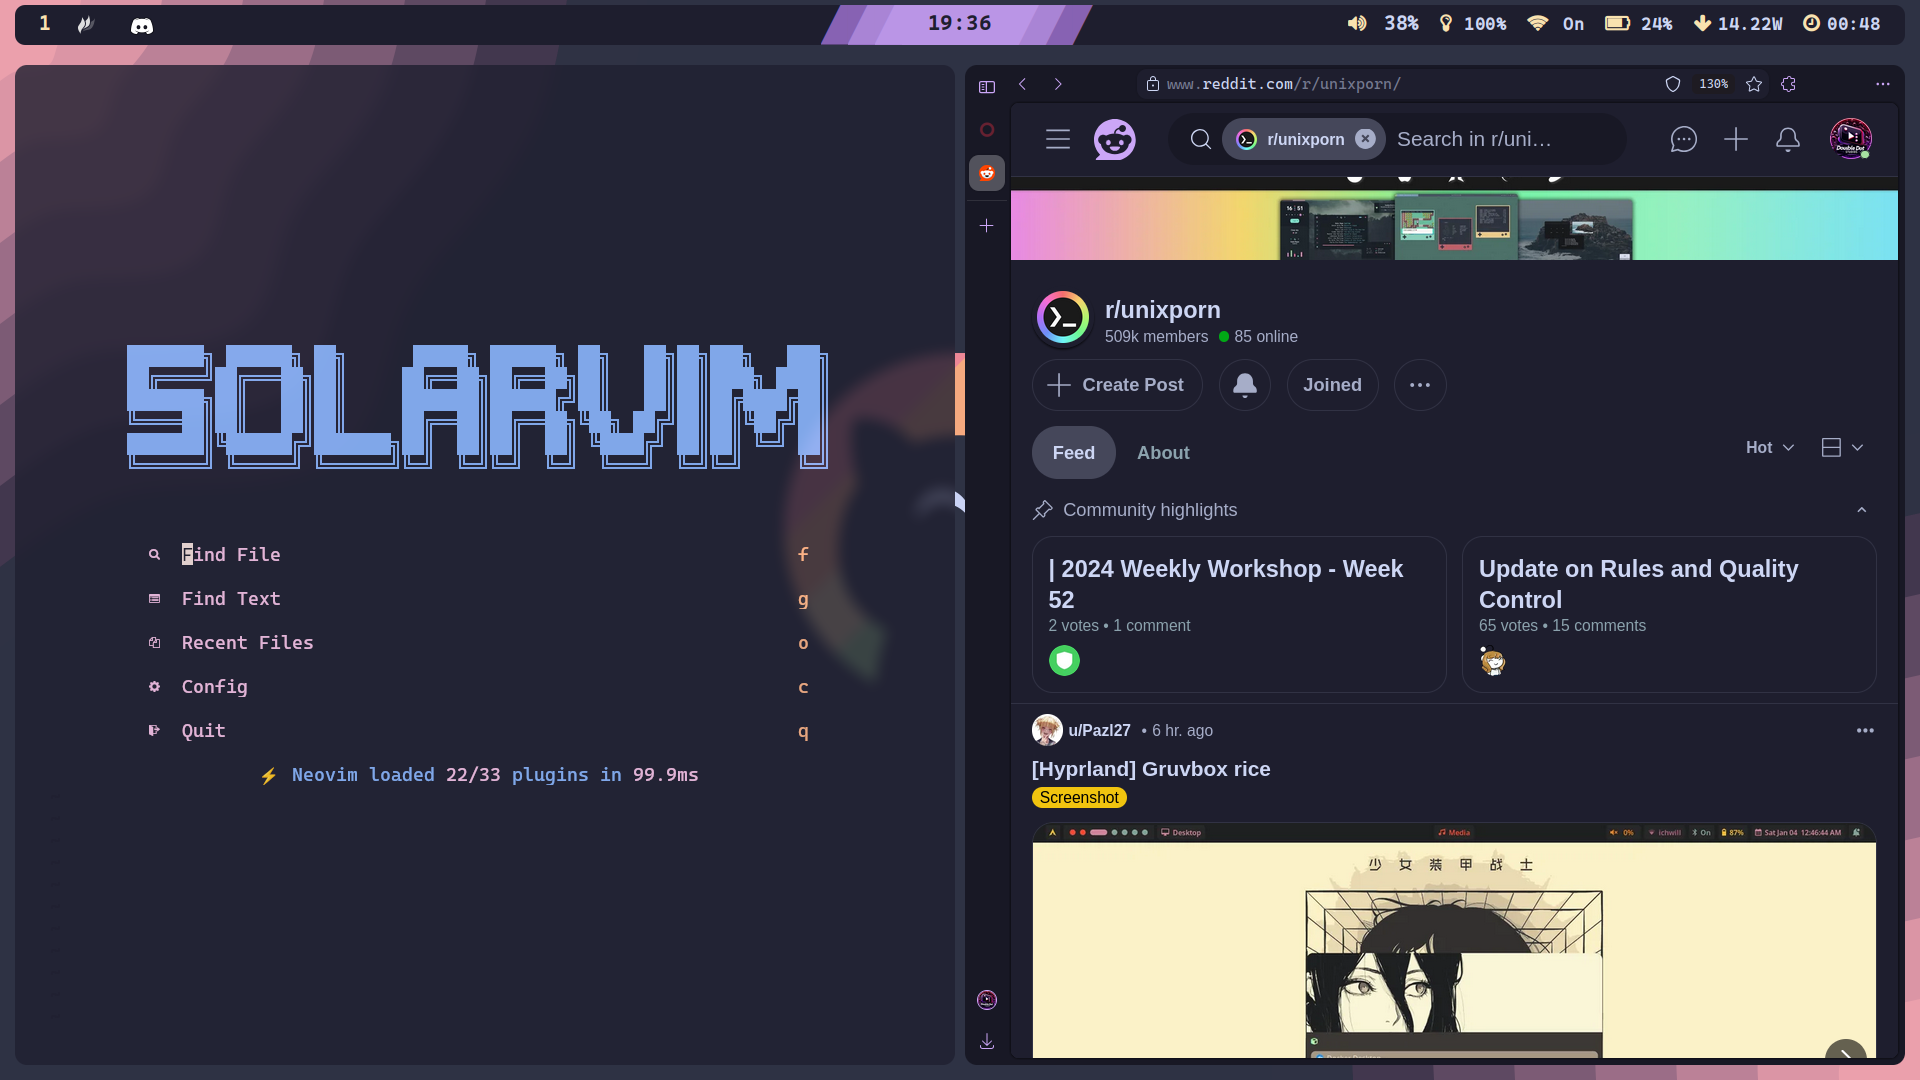 1
19:36
38%
100%
On
24%
14.22W
00:48
SOLARVIM
Find File f
Find Text g
Recent Files o
Config c
Quit q
⚡ Neovim loaded 22/33 plugins in 99.9ms
www.reddit.com/r/unixporn/
130%
r/unixporn
Search in r/uni...
r/unixporn
509k members 85 online
Create Post
Joined
Feed
About
Hot
Community highlights
| 2024 Weekly Workshop - Week 52
2 votes • 1 comment
Update on Rules and Quality Control
65 votes • 15 comments
u/Pazl27 • 6 hr. ago
[Hyprland] Gruvbox rice
Screenshot
Desktop
Media
0%
ichwill
On
87%
Sat Jan 04 12:46:44 AM
少女装甲战士